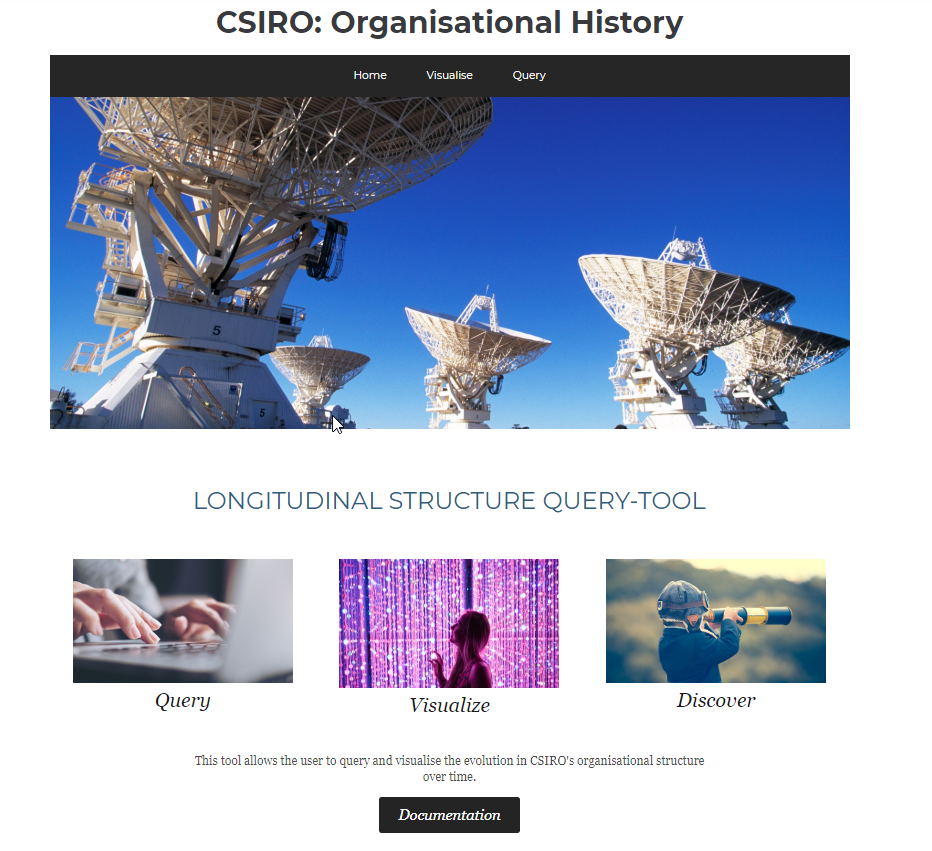 CSIRO: Organisational History
Home Visualise Query
5
5
LONGITUDINAL STRUCTURE QUERY-TOOL
Query Visualize Discover
This tool allows the user to query and visualise the evolution in CSIRO's organisational structure
over time.
Documentation